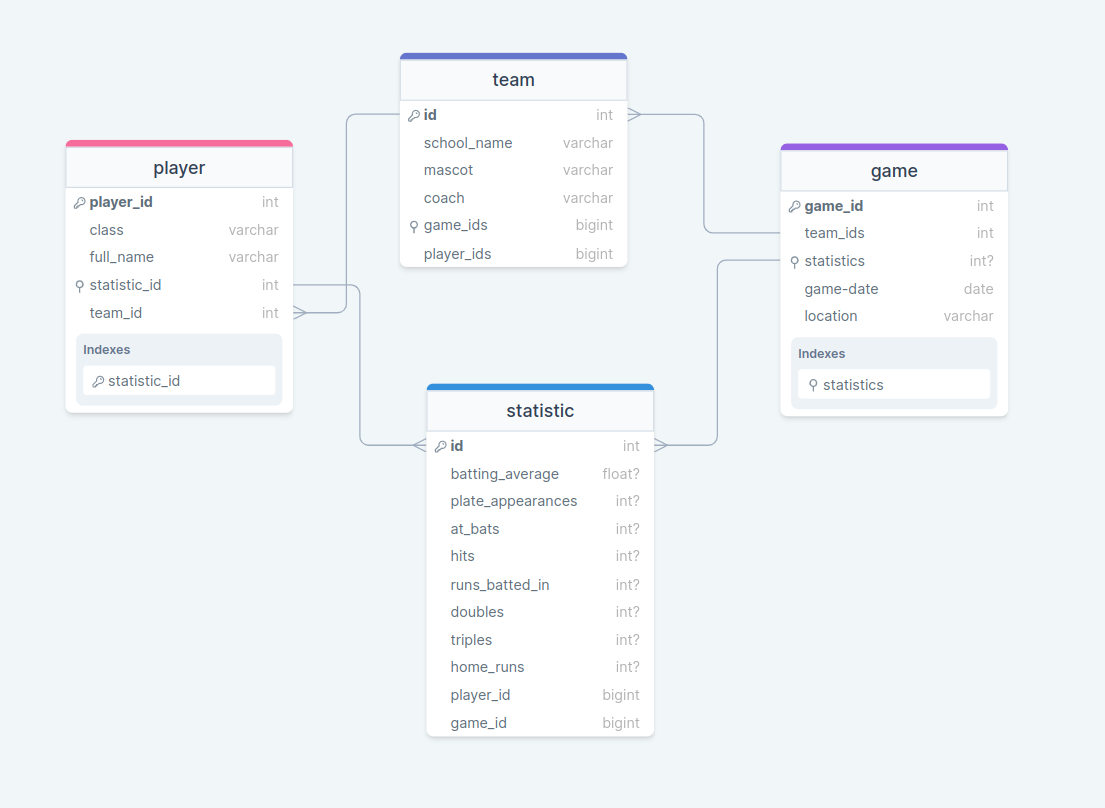 team
id int
school_name varchar
mascot varchar
coach varchar
game_ids bigint
player_ids bigint
player
player_id int
class varchar
full_name varchar
statistic_id int
team_id int
Indexes
statistic_id
game
game_id int
team_ids int
statistics int?
game-date date
location varchar
Indexes
statistics
statistic
id int
batting_average float?
plate_appearances int?
at_bats int?
hits int?
runs_batted_in int?
doubles int?
triples int?
home_runs int?
player_id bigint
game_id bigint